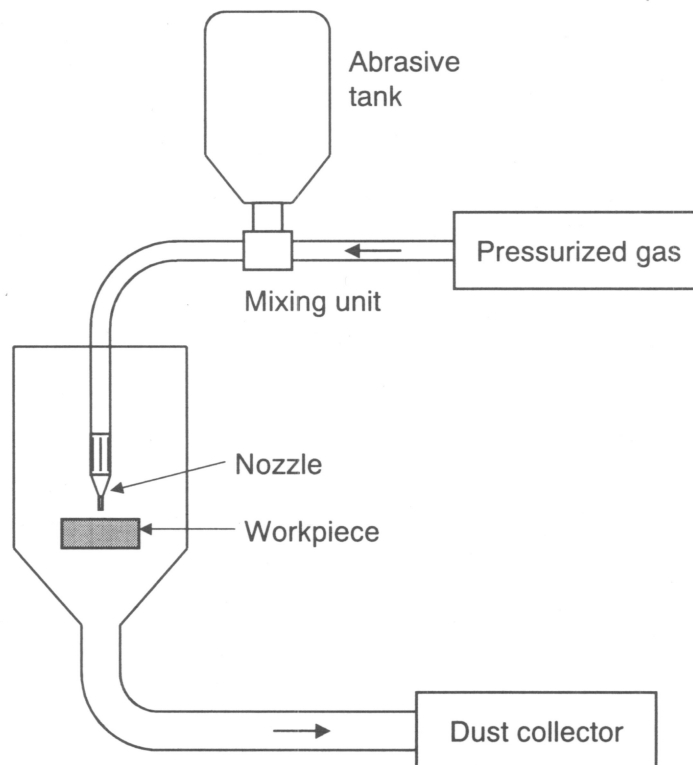 Abrasive
tank
Pressurized gas
Mixing unit
Nozzle
Workpiece
Dust collector